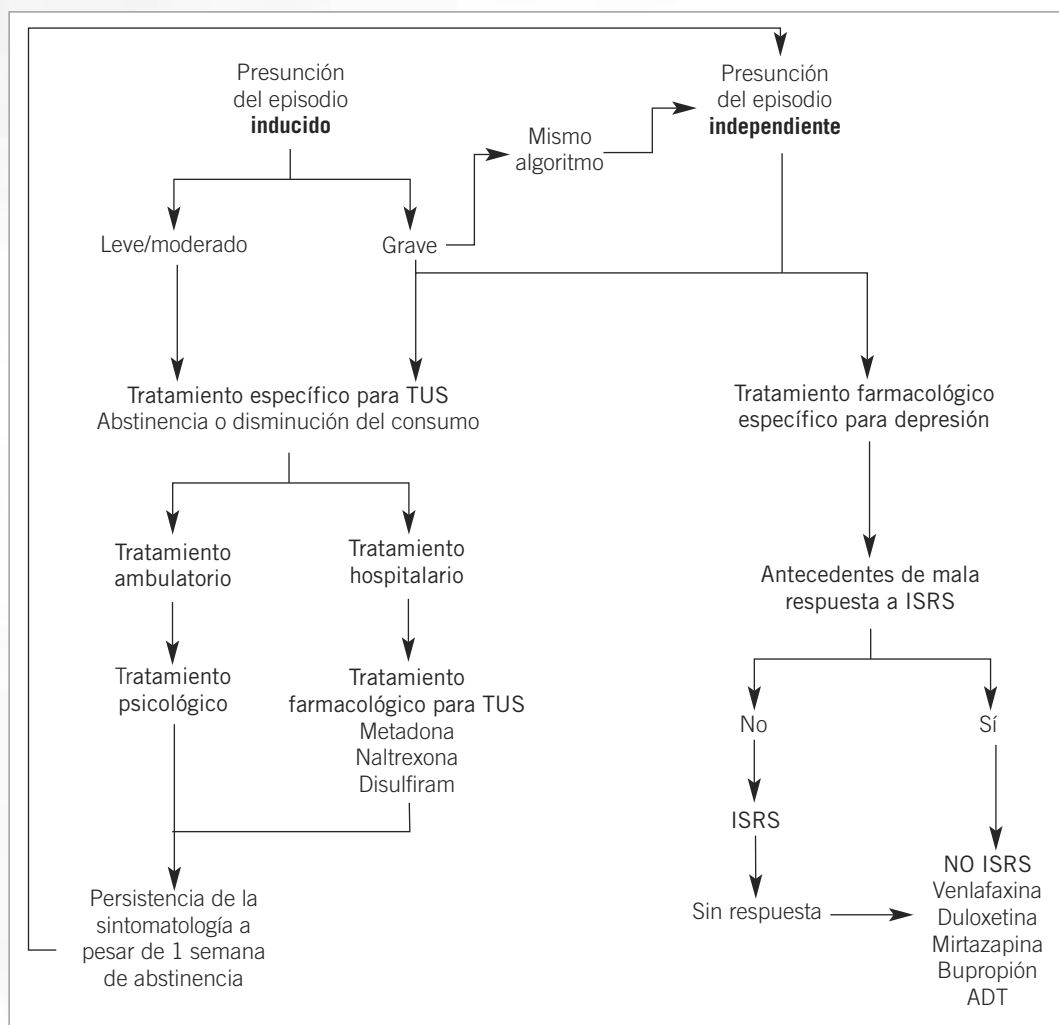 Presunción
del episodio
inducido
Presunción
del episodio
independiente
Mismo
algoritmo
Leve/moderado
Grave
Tratamiento específico para TUS
Abstinencia o disminución del consumo
Tratamiento farmacológico
específico para depresión
Tratamiento
ambulatorio
Tratamiento
hospitalario
Antecedentes de mala
respuesta a ISRS
Tratamiento
psicológico
Tratamiento
farmacológico para TUS
Metadona
Naltrexona
Disulfiram
No
Sí
ISRS
NO ISRS
Venlafaxina
Duloxetina
Mirtazapina
Bupropión
ADT
Sin respuesta
Persistencia de la
sintomatología a
pesar de 1 semana
de abstinencia